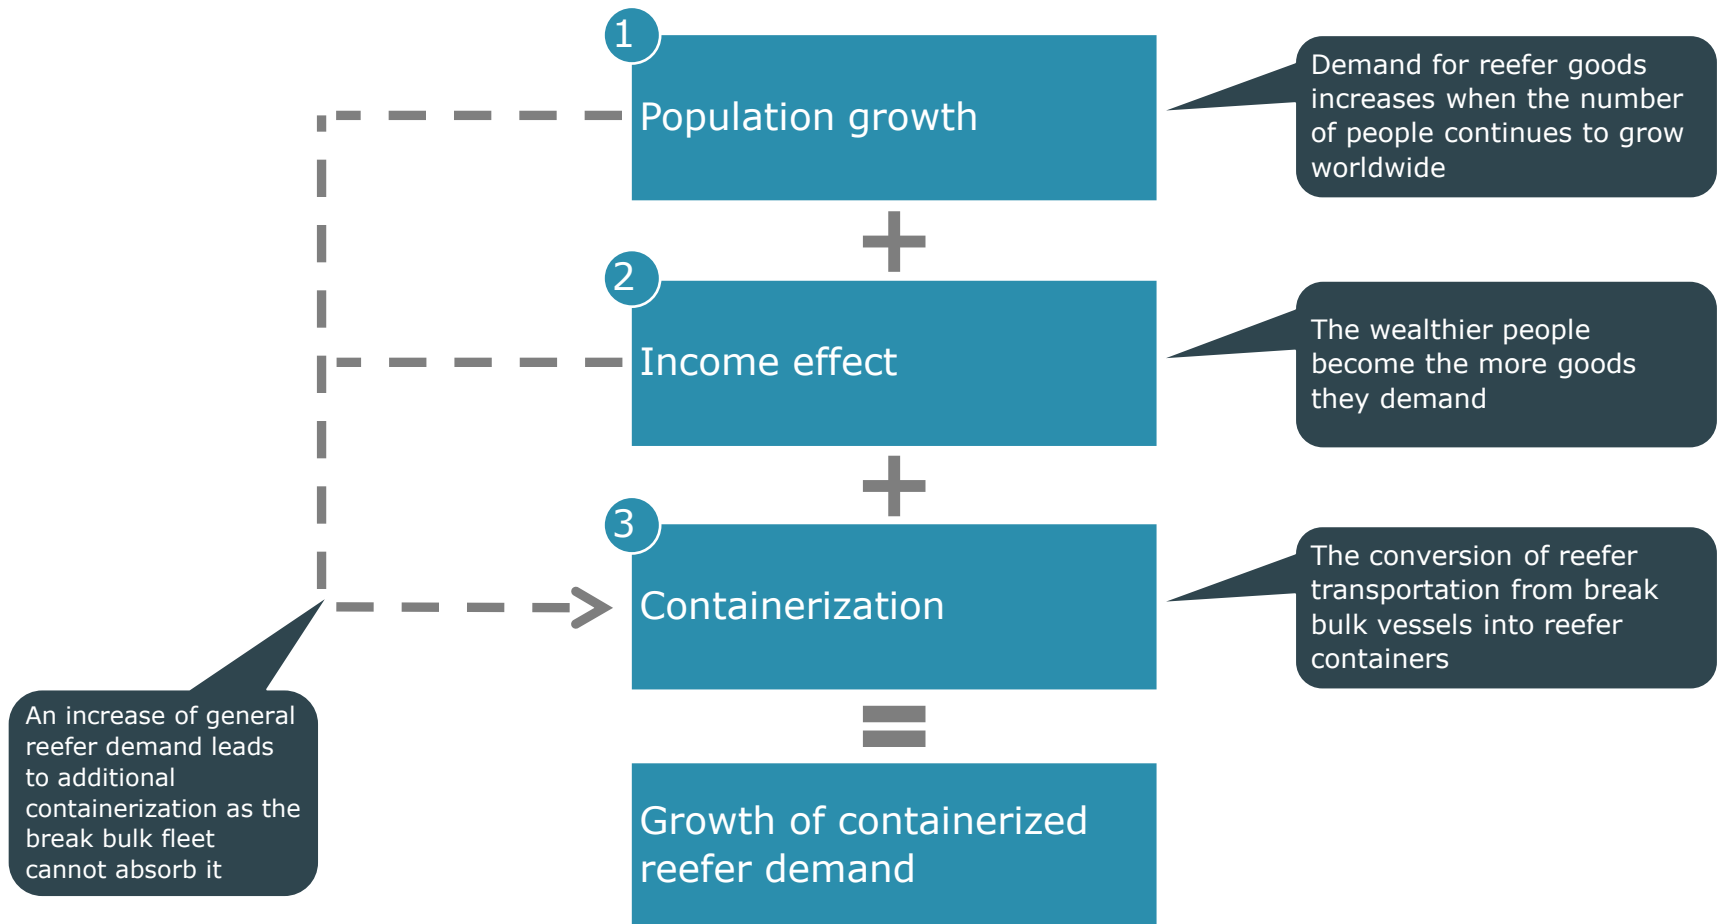 1
Population growth
Demand for reefer goods
increases when the number
of people continues to grow
worldwide
+
2
Income effect
The wealthier people
become the more goods
they demand
+
3
Containerization
The conversion of reefer
transportation from break
bulk vessels into reefer
containers
An increase of general
reefer demand leads
to additional
containerization as the
break bulk fleet
cannot absorb it
=
Growth of containerized
reefer demand